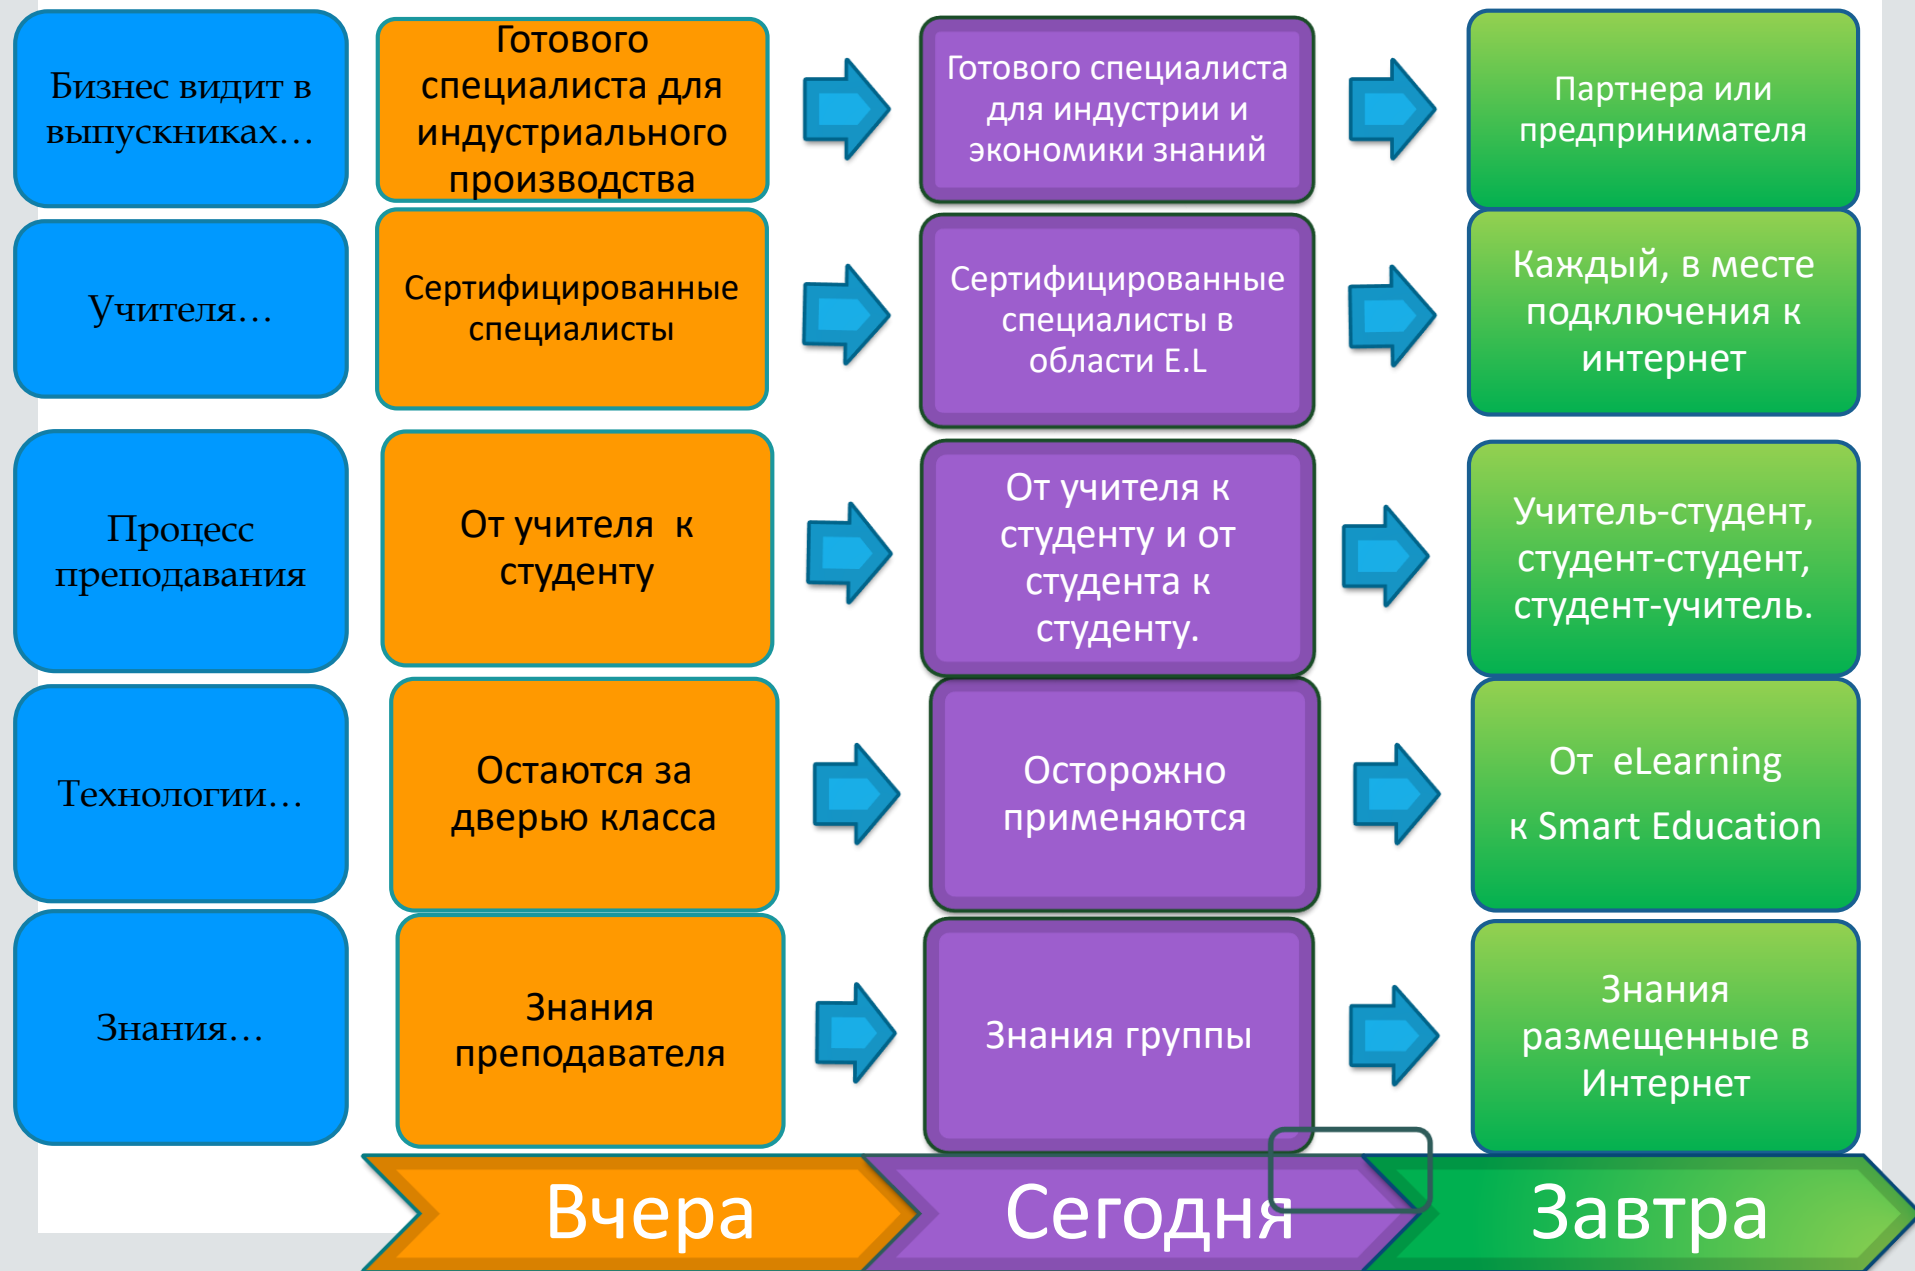 Бизнес видит в
выпускниках...
Готового
специалиста для
индустриального
производства
Готового специалиста
для индустрии и
экономики знаний
Партнера или
предпринимателя
Учителя...
Сертифицированные
специалисты
Сертифицированные
специалисты в
области E.L
Каждый, в месте
подключения к
интернет
Процесс
преподавания
От учителя к
студенту
От учителя к
студенту и от
студента к
студенту.
Учитель-студент,
студент-студент,
студент-учитель.
Технологии...
Остаются за
дверью класса
Осторожно
применяются
От eLearning
к Smart Education
Знания...
Знания
преподавателя
Знания группы
Знания
размещенные в
Интернет
Вчера
Сегодня
Завтра